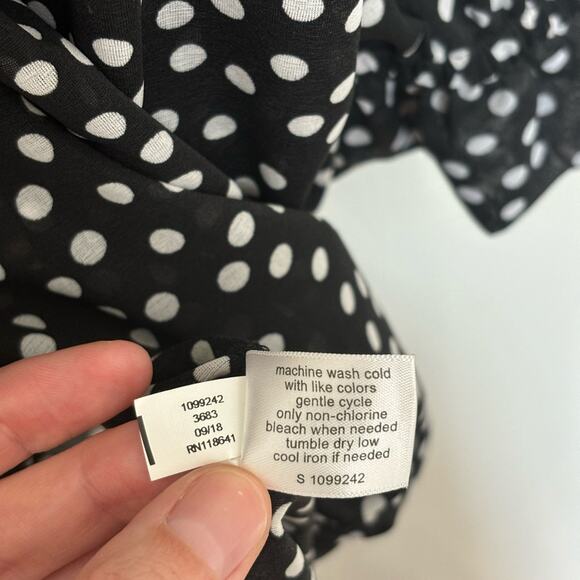 1099242
3683
09/18
RN118641
machine wash cold
with like colors
gentle cycle
only non-chlorine
bleach when needed
tumble dry low
cool iron if needed
S 1099242